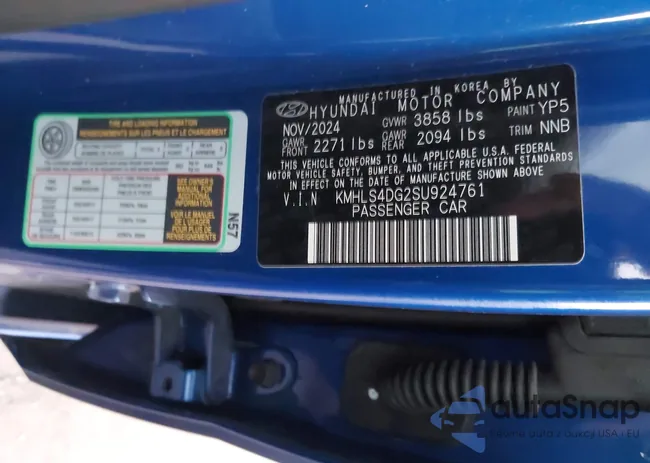 MANUFACTURED IN KOREA BY
HYUNDAI MOTOR COMPANY
NOV/2024 GVWR 3858 lbs PAINT YP5
GAWR FRONT 2271 lbs GAWR REAR 2094 lbs TRIM NNB
THIS VEHICLE CONFORMS TO ALL APPLICABLE U.S.A. FEDERAL
MOTOR VEHICLE SAFETY, BUMPER, AND THEFT PREVENTION STANDARDS
IN EFFECT ON THE DATE OF MANUFACTURE SHOWN ABOVE
V.I.N KMHLS4DG2SU924761
PASSENGER CAR
TIRE AND LOADING INFORMATION
RENSEIGNEMENTS SUR LES PNEUS ET LE CHARGEMENT
SEE OWNER'S
MANUAL FOR
ADDITIONAL
INFORMATION
VOIR LE MANUEL
DE L'USAGER
POUR PLUS DE
RENSEIGNEMENTS
N57
autoSnap